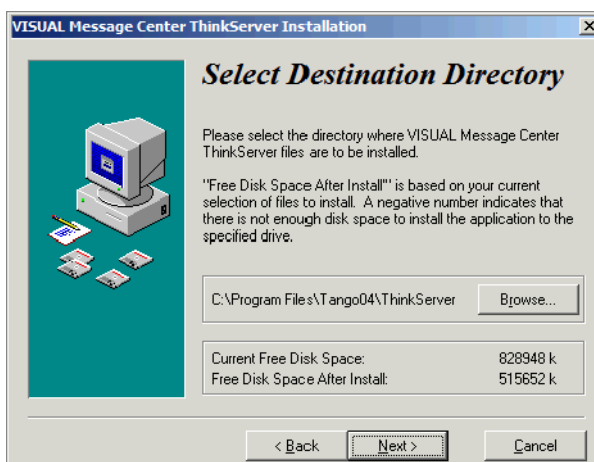 VISUAL Message Center ThinkServer Installation
Select Destination Directory
Please select the directory where VISUAL Message Center
ThinkServer files are to be installed.
"Free Disk Space After Install'" is based on your current
selection of files to install. A negative number indicates that
there is not enough disk space to install the application to the
specified drive.
C:\Program Files\Tango04\ThinkServer Browse...
Current Free Disk Space: 828948 k
Free Disk Space After Install: 515652 k
< Back Next > Cancel